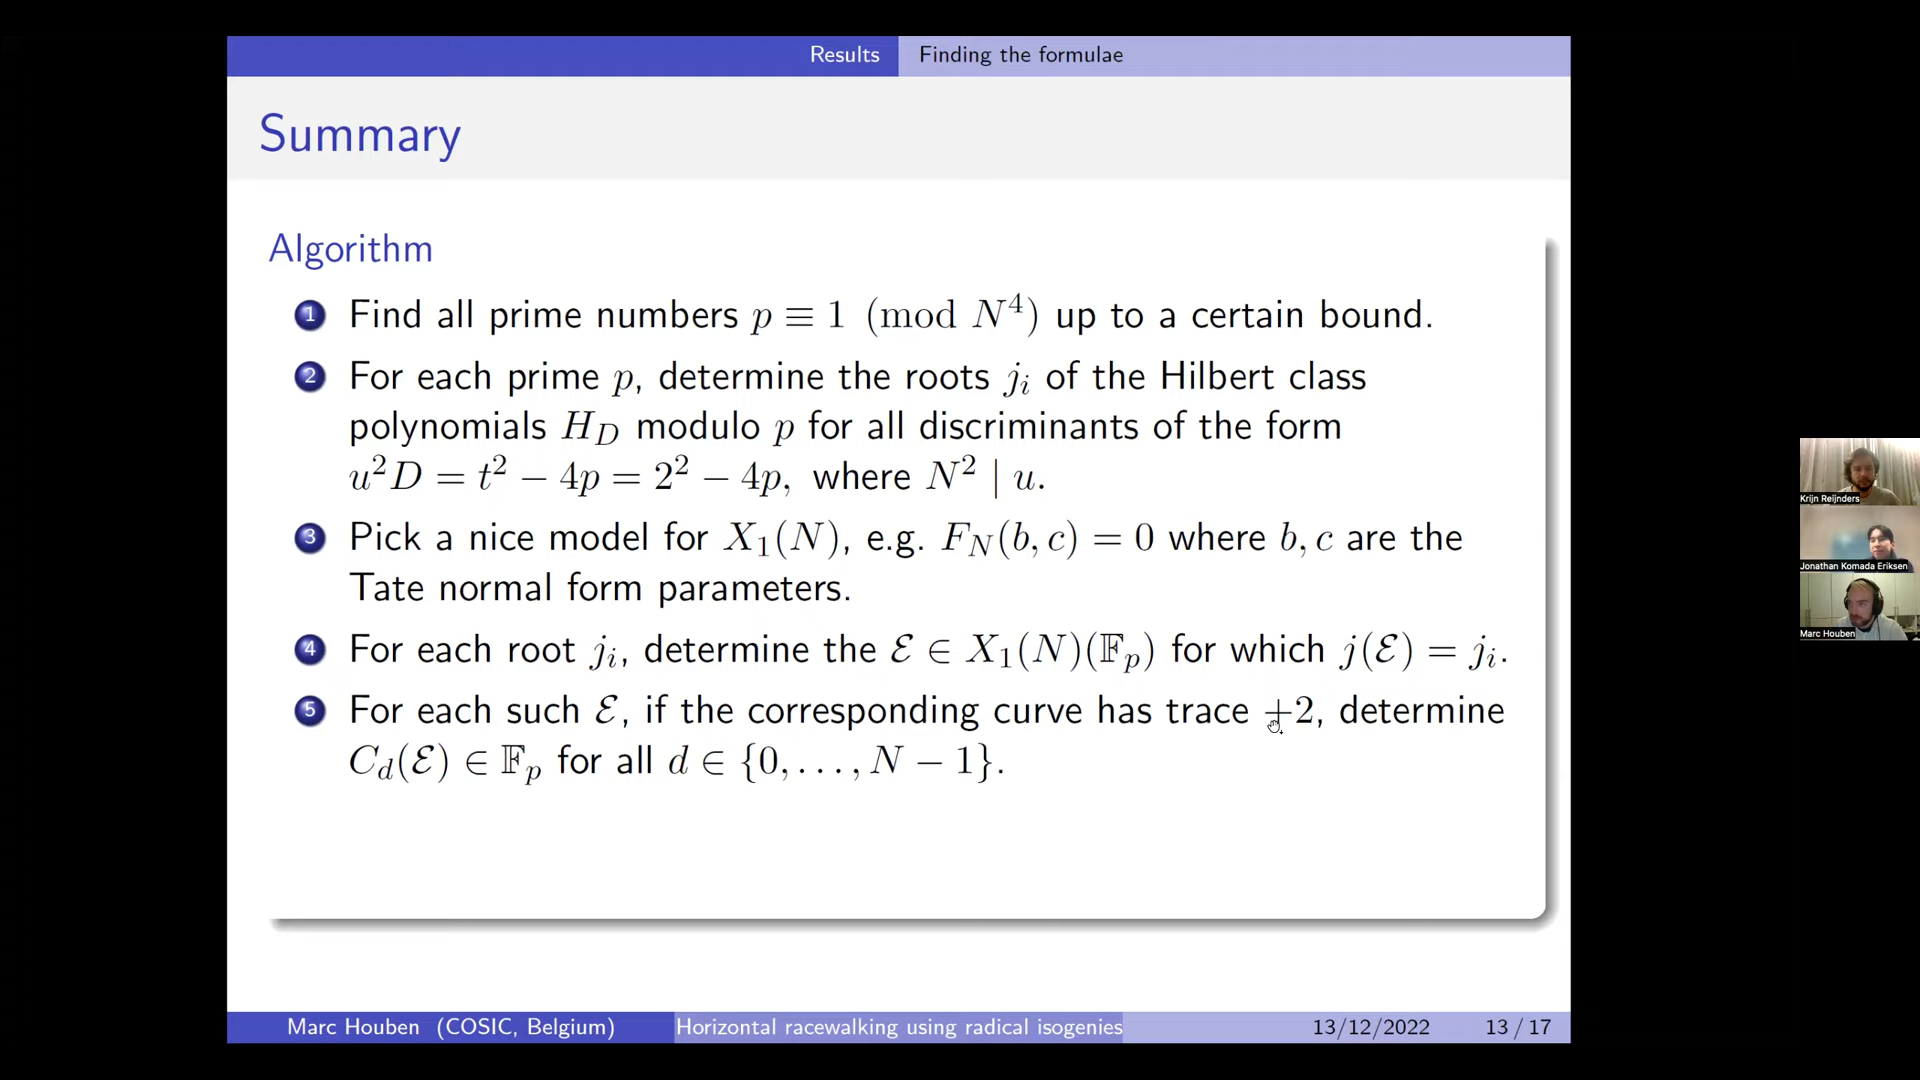 Results Finding the formulae
Summary
Algorithm
1 Find all prime numbers p ≡ 1 (mod N⁴) up to a certain bound.
2 For each prime p, determine the roots jᵢ of the Hilbert class
polynomials H_D modulo p for all discriminants of the form
u²D = t² − 4p = 2² − 4p, where N² | u.
3 Pick a nice model for X₁(N), e.g. F_N(b, c) = 0 where b, c are the
Tate normal form parameters.
4 For each root jᵢ, determine the ℰ ∈ X₁(N)(𝔽ₚ) for which j(ℰ) = jᵢ.
5 For each such ℰ, if the corresponding curve has trace +2, determine
C_d(ℰ) ∈ 𝔽ₚ for all d ∈ {0, . . . , N − 1}.
Krijn Reijnders
Jonathan Komada Eriksen
Marc Houben
Marc Houben (COSIC, Belgium) Horizontal racewalking using radical isogenies 13/12/2022 13 / 17